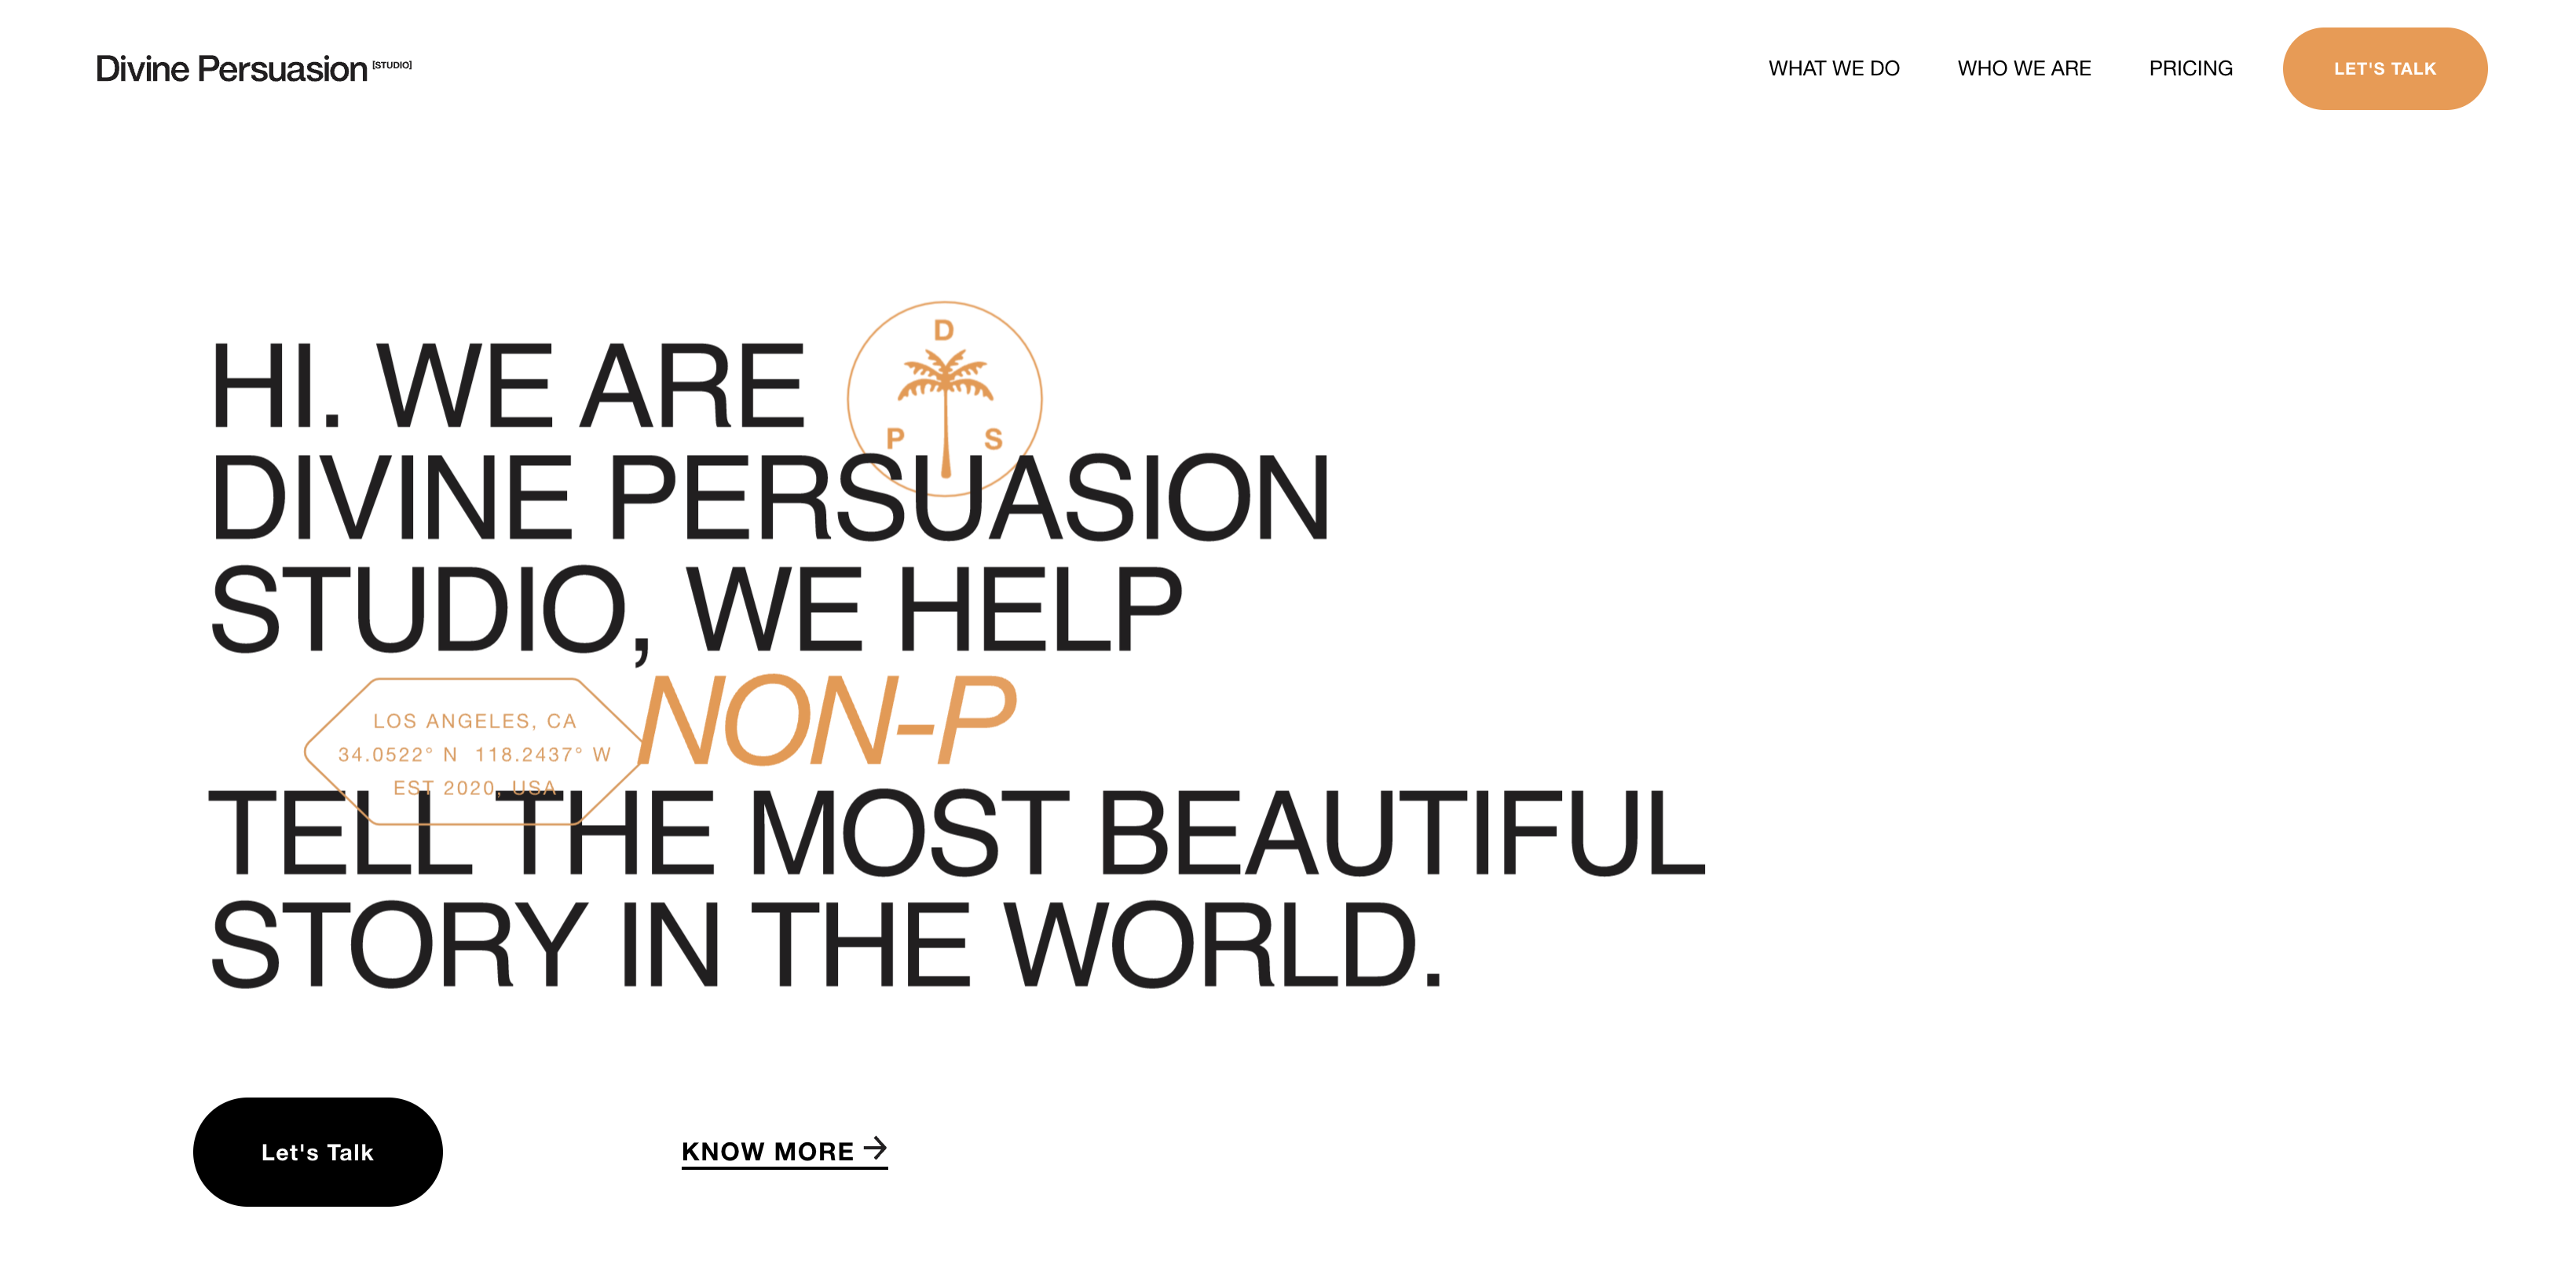 Divine Persuasion [STUDIO]
WHAT WE DO
WHO WE ARE
PRICING
LET'S TALK
D
P S
HI. WE ARE
DIVINE PERSUASION
STUDIO, WE HELP
NON-P
LOS ANGELES, CA
34.0522° N 118.2437° W
EST 2020, USA
TELL THE MOST BEAUTIFUL
STORY IN THE WORLD.
Let's Talk
KNOW MORE →